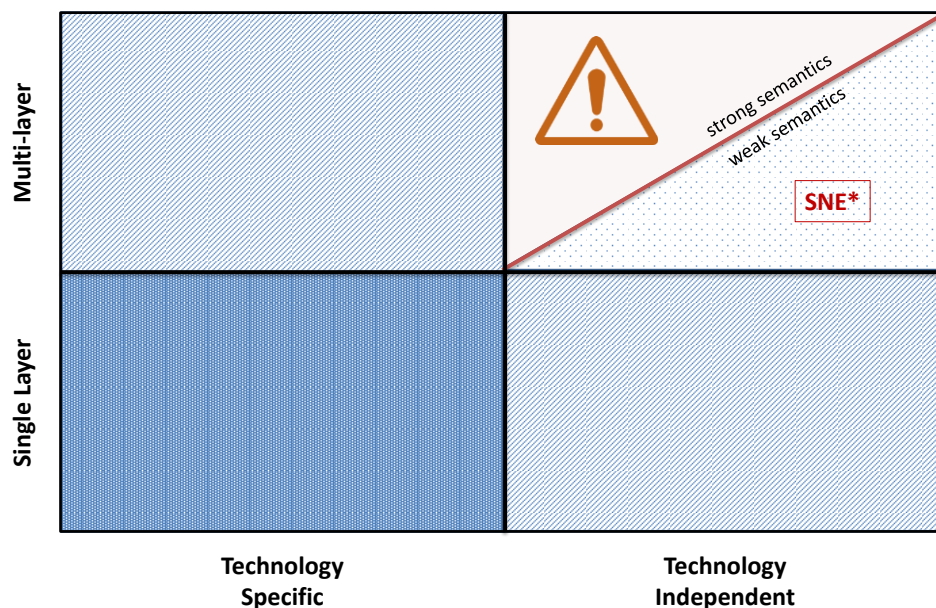 Multi-layer
strong semantics
weak semantics
SNE*
Single Layer
Technology
Specific
Technology
Independent